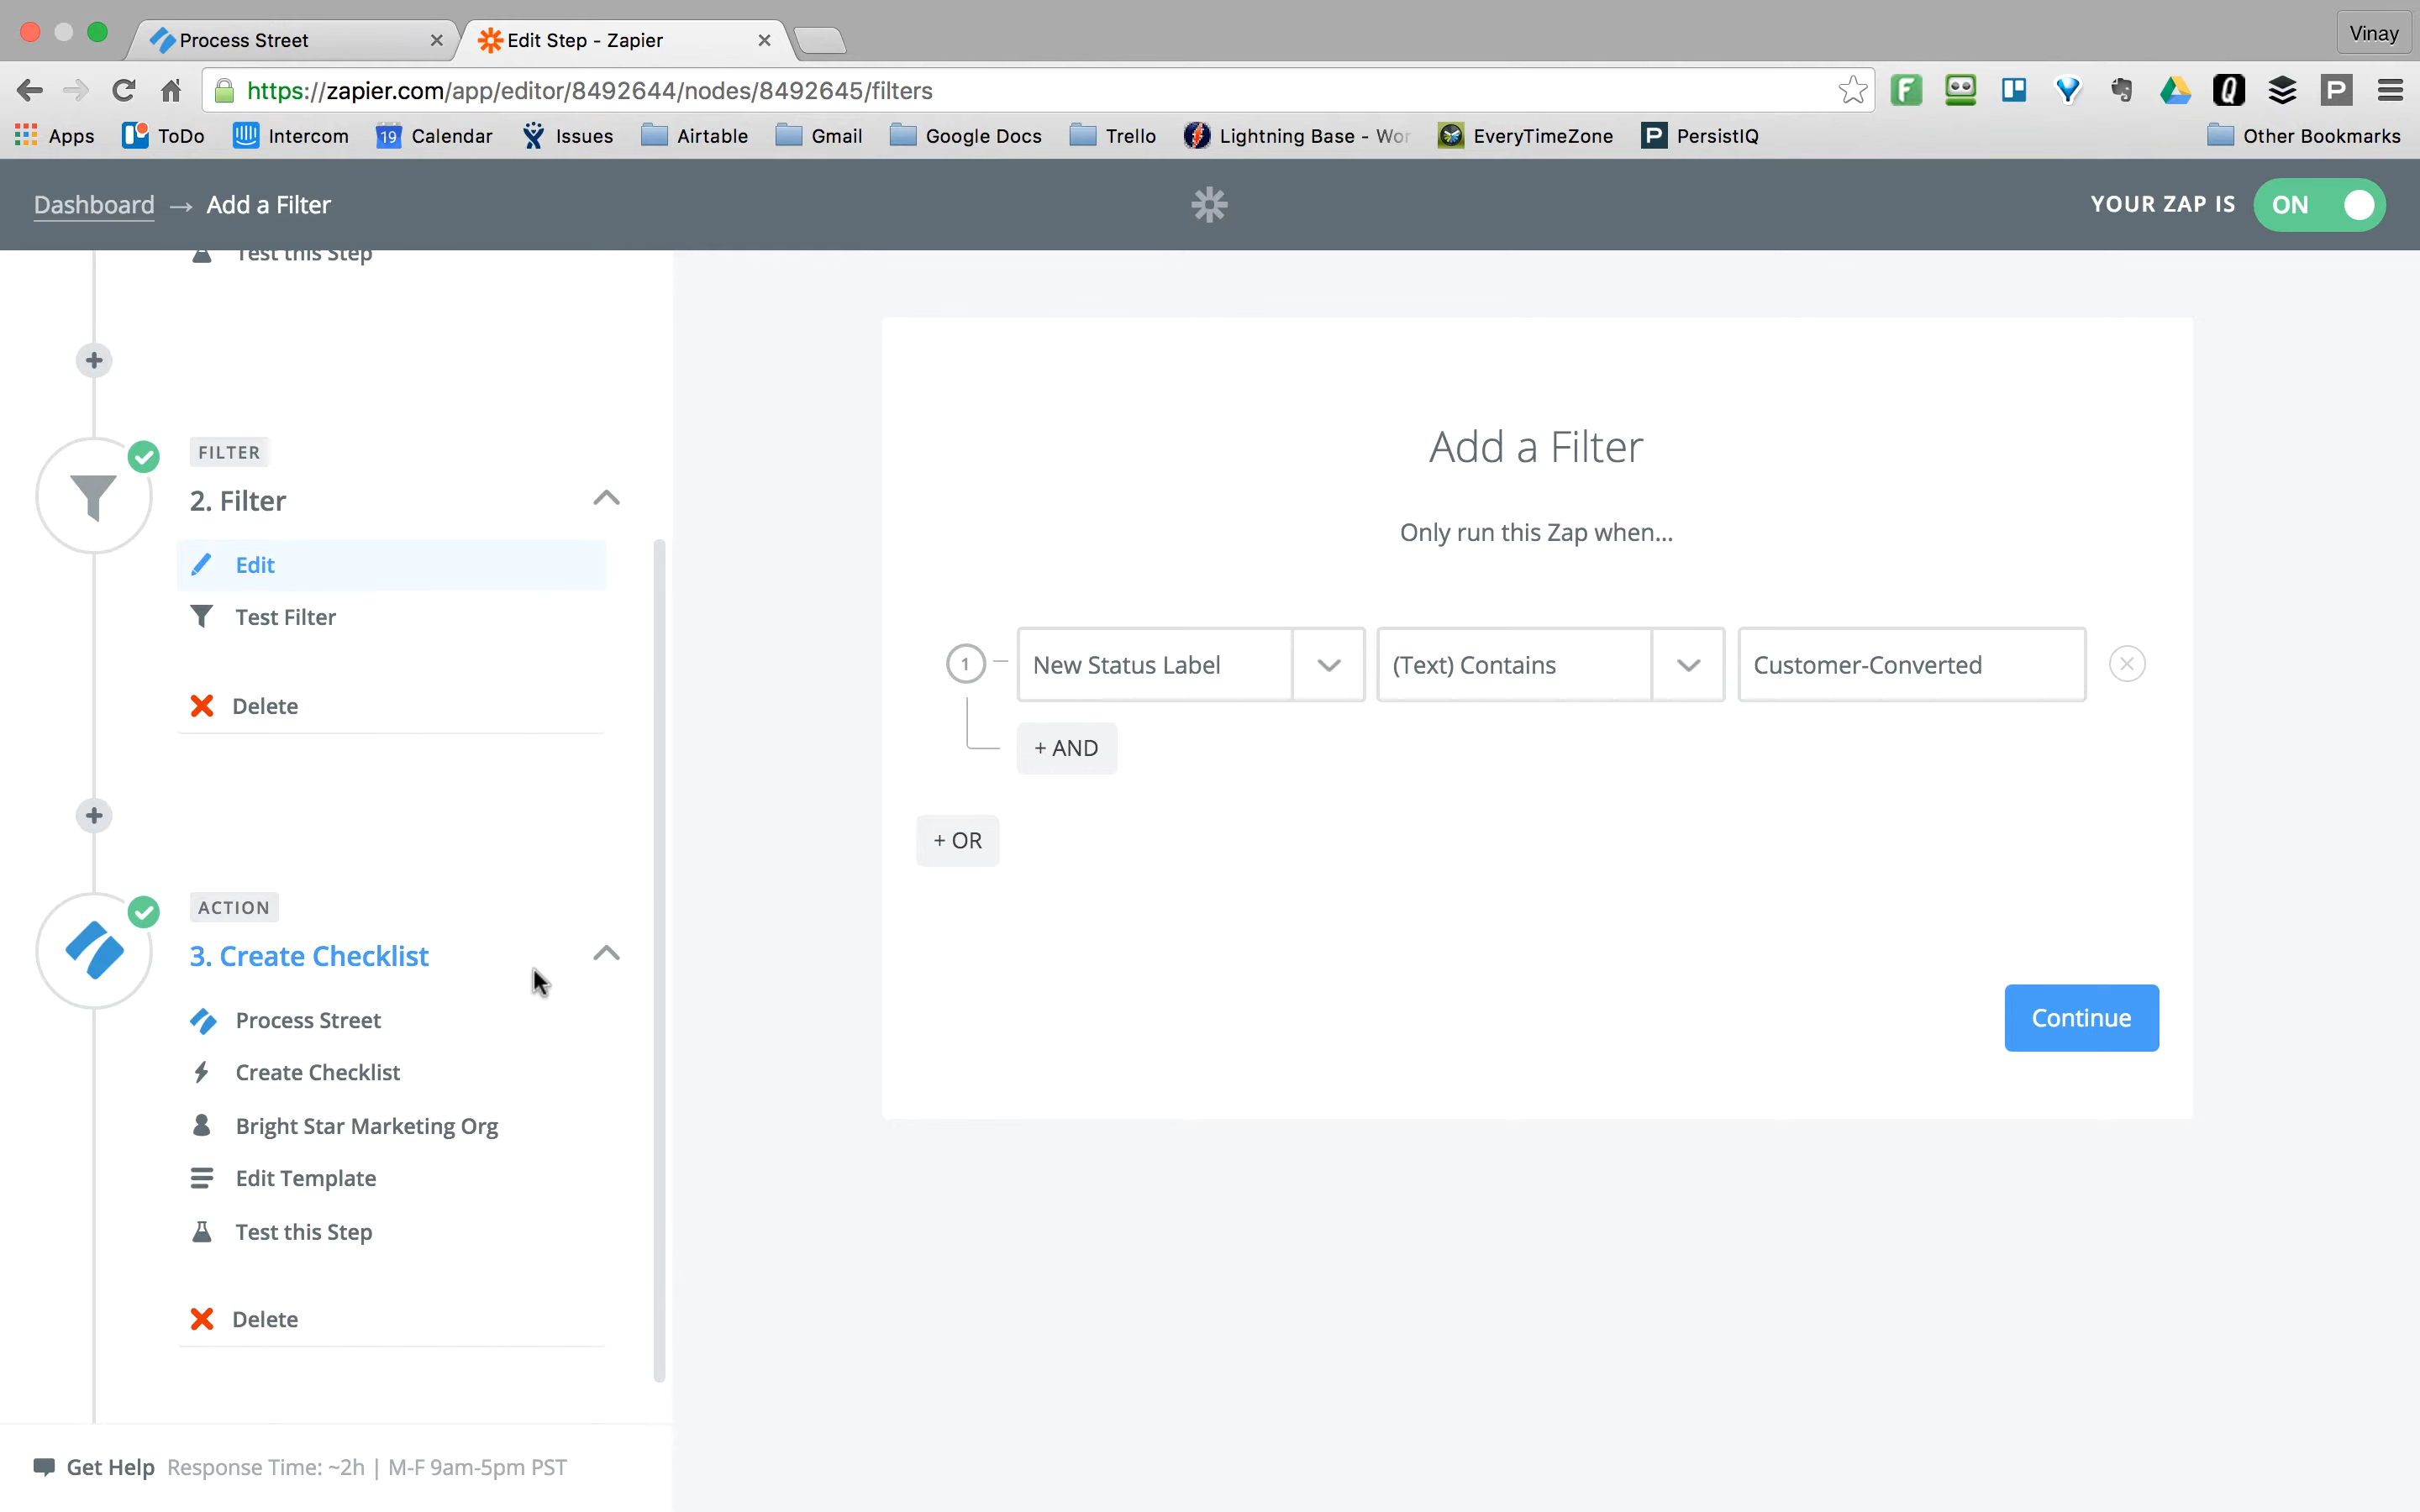 Process Street
Edit Step - Zapier
Vinay
https://zapier.com/app/editor/8492644/nodes/8492645/filters
Apps ToDo Intercom 19 Calendar Issues Airtable Gmail Google Docs Trello Lightning Base - Wor EveryTimeZone PersistIQ Other Bookmarks
Dashboard → Add a Filter
YOUR ZAP IS ON
Test this Step
FILTER
2. Filter
Edit
Test Filter
Delete
ACTION
3. Create Checklist
Process Street
Create Checklist
Bright Star Marketing Org
Edit Template
Test this Step
Delete
Get Help Response Time: ~2h | M-F 9am-5pm PST
Add a Filter
Only run this Zap when...
1 New Status Label (Text) Contains Customer-Converted
+ AND
+ OR
Continue